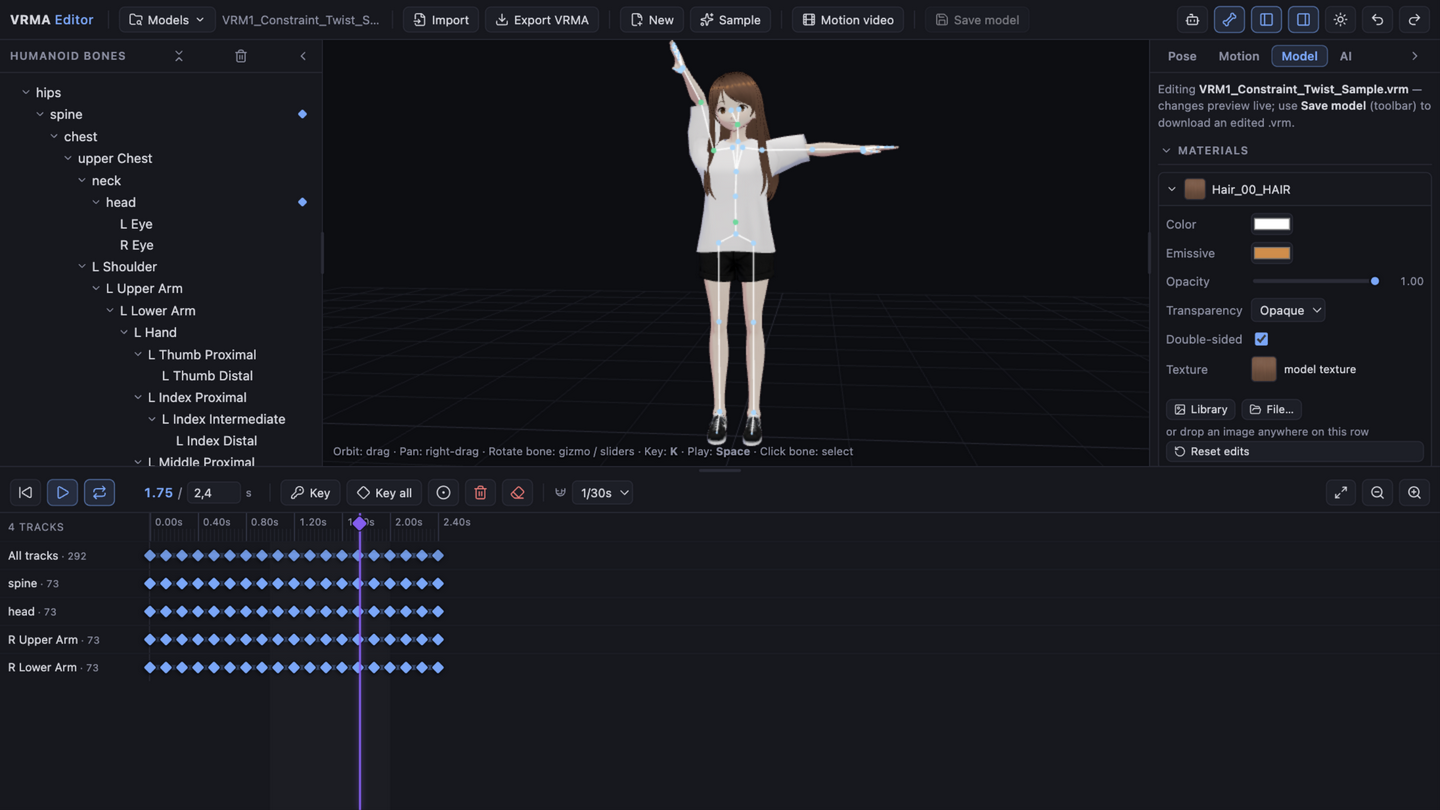 VRMA Editor
Models
VRM1_Constraint_Twist_S...
Import
Export VRMA
New
Sample
Motion video
Save model
HUMANOID BONES
hips
spine
chest
upper Chest
neck
head
L Eye
R Eye
L Shoulder
L Upper Arm
L Lower Arm
L Hand
L Thumb Proximal
L Thumb Distal
L Index Proximal
L Index Intermediate
L Index Distal
L Middle Proximal
Orbit: drag · Pan: right-drag · Rotate bone: gizmo / sliders · Key: K · Play: Space · Click bone: select
Pose
Motion
Model
AI
Editing VRM1_Constraint_Twist_Sample.vrm —
changes preview live; use Save model (toolbar) to
download an edited .vrm.
MATERIALS
Hair_00_HAIR
Color
Emissive
Opacity
1.00
Transparency
Opaque
Double-sided
Texture
model texture
Library
File...
or drop an image anywhere on this row
Reset edits
1.75 / 2,4 s
Key
Key all
1/30s
4 TRACKS
0.00s
0.40s
0.80s
1.20s
2.00s
2.40s
All tracks · 292
spine · 73
head · 73
R Upper Arm · 73
R Lower Arm · 73